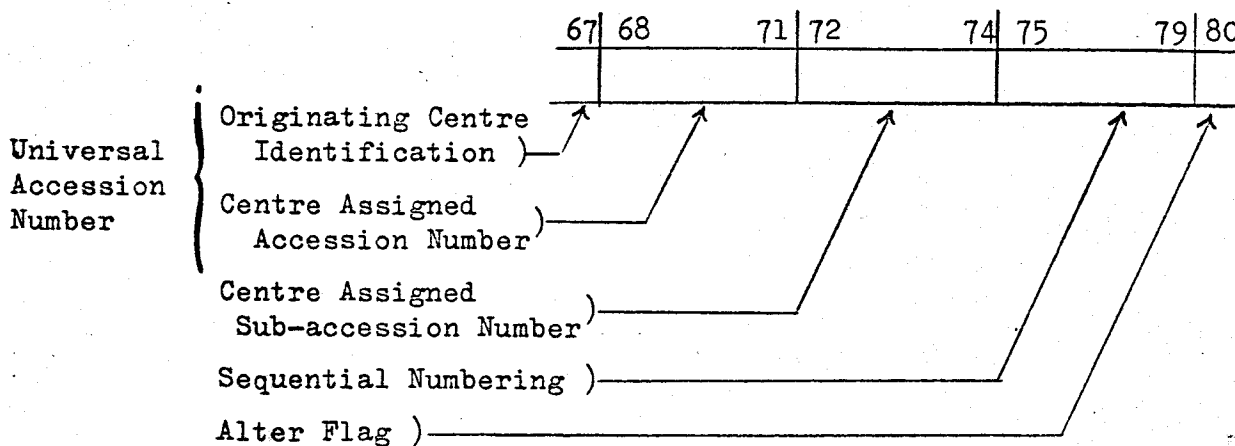 67 68 71 72 74 75 79 80
Universal
Accession
Number
Originating Centre
Identification )
Centre Assigned
Accession Number )
Centre Assigned
Sub-accession Number )
Sequential Numbering )
Alter Flag )